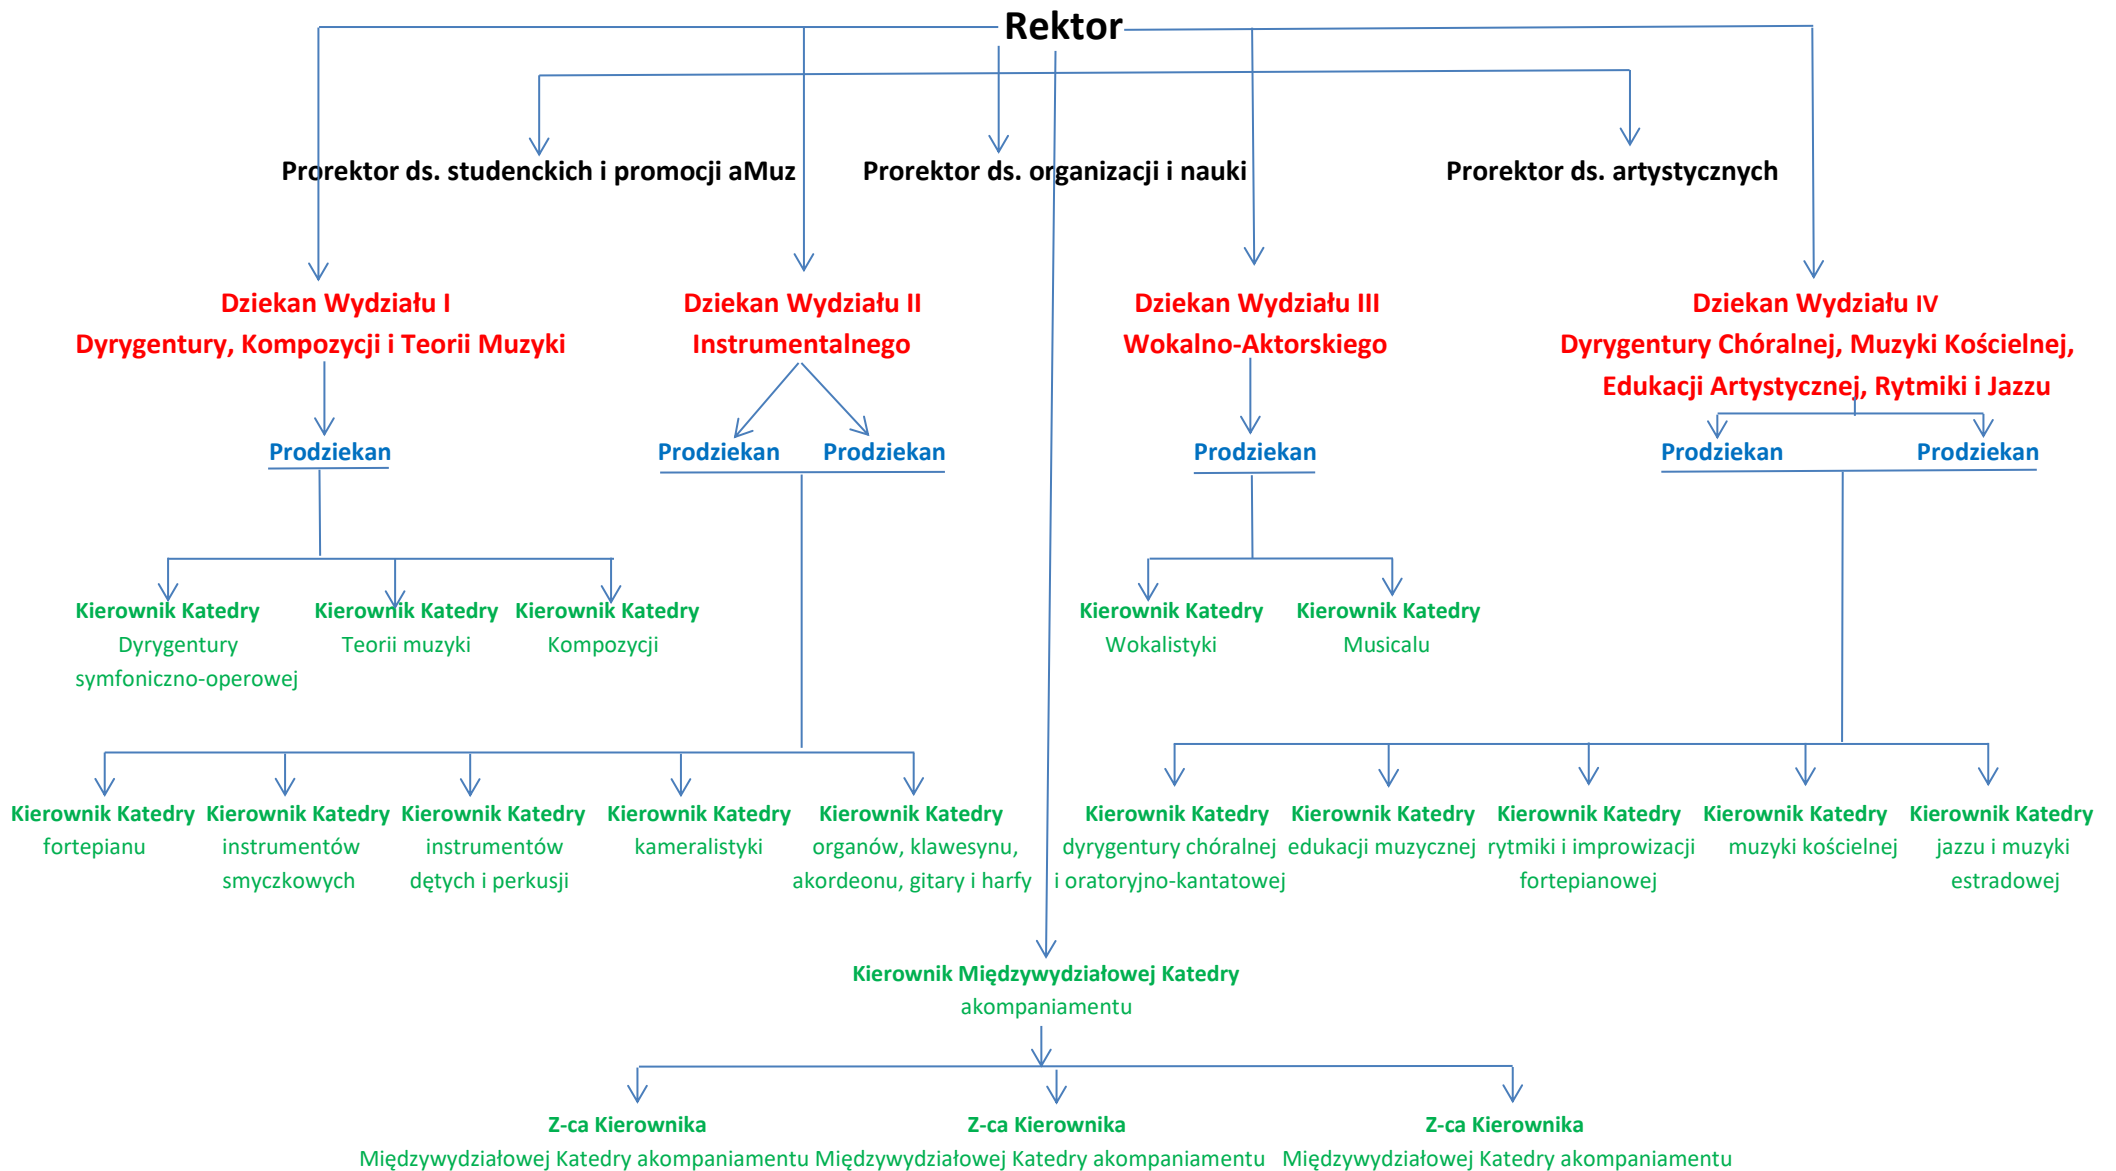 Rektor
Prorektor ds. studenckich i promocji aMuz
Prorektor ds. organizacji i nauki
Prorektor ds. artystycznych
Dziekan Wydziału I
Dyrygentury, Kompozycji i Teorii Muzyki
Dziekan Wydziału II
Instrumentalnego
Dziekan Wydziału III
Wokalno-Aktorskiego
Dziekan Wydziału IV
Dyrygentury Chóralnej, Muzyki Kościelnej,
Edukacji Artystycznej, Rytmiki i Jazzu
Prodziekan
Prodziekan
Prodziekan
Prodziekan
Prodziekan
Prodziekan
Kierownik Katedry
Dyrygentury
symfoniczno-operowej
Kierownik Katedry
Teorii muzyki
Kierownik Katedry
Kompozycji
Kierownik Katedry
Wokalistyki
Kierownik Katedry
Musicalu
Kierownik Katedry
fortepianu
Kierownik Katedry
instrumentów
smyczkowych
Kierownik Katedry
instrumentów
dętych i perkusji
Kierownik Katedry
kameralistyki
Kierownik Katedry
organów, klawesynu,
akordeonu, gitary i harfy
Kierownik Katedry
dyrygentury chóralnej
i oratoryjno-kantatowej
Kierownik Katedry
edukacji muzycznej
Kierownik Katedry
rytmiki i improwizacji
fortepianowej
Kierownik Katedry
muzyki kościelnej
Kierownik Katedry
jazzu i muzyki
estradowej
Kierownik Międzywydziałowej Katedry
akompaniamentu
Z-ca Kierownika
Międzywydziałowej Katedry akompaniamentu
Z-ca Kierownika
Międzywydziałowej Katedry akompaniamentu
Z-ca Kierownika
Międzywydziałowej Katedry akompaniamentu